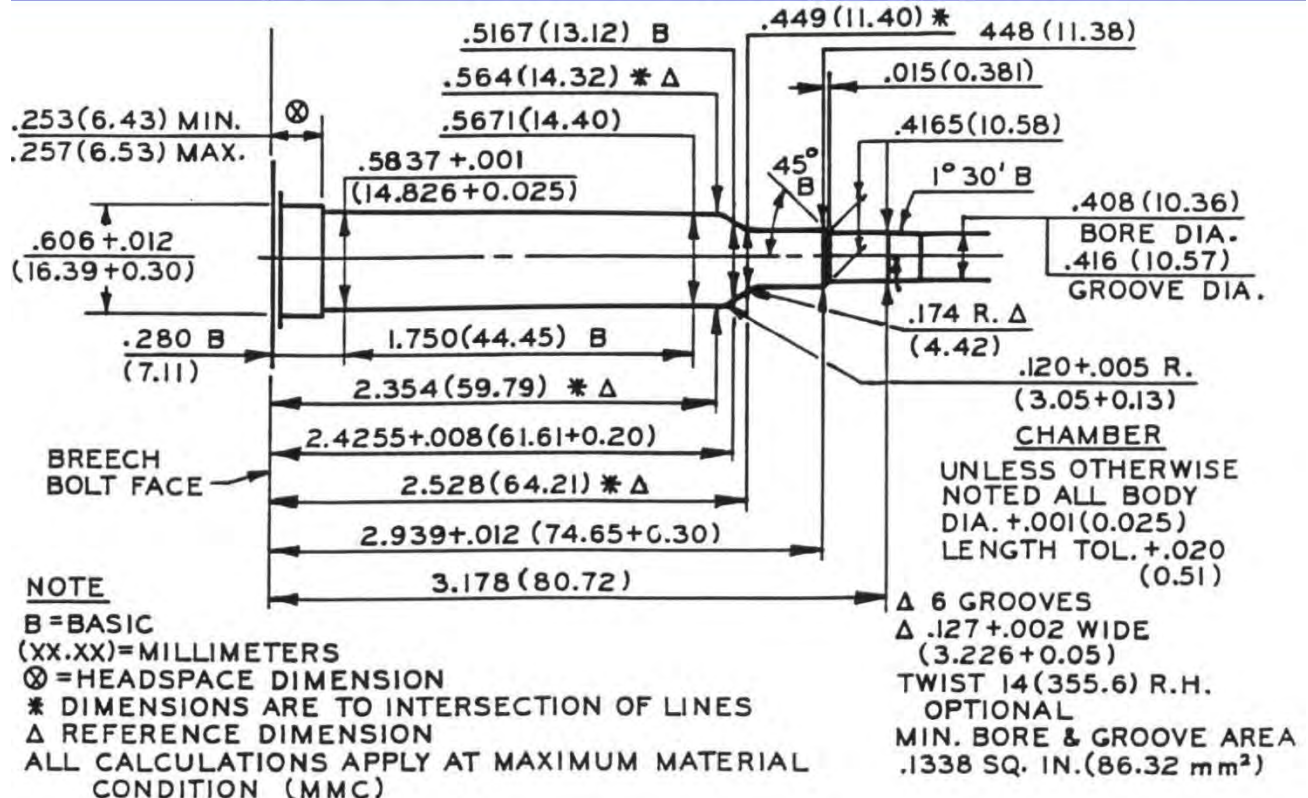 .449(11.40) *
.5167(13.12) B
448(11.38)
.564(14.32) * Δ
.015(0.381)
.253(6.43) MIN.
.257(6.53) MAX.
⊗
.5671(14.40)
.4165(10.58)
.5837 +.001
(14.826+0.025)
45°
B
1°30' B
.606+.012
(16.39+0.30)
.408(10.36)
BORE DIA.
.416 (10.57)
GROOVE DIA.
.280 B
(7.11)
1.750(44.45) B
.174 R. Δ
(4.42)
2.354(59.79) * Δ
.120+.005 R.
(3.05+0.13)
2.4255+.008(61.61+0.20)
BREECH
BOLT FACE
2.528(64.21) * Δ
2.939+.012 (74.65+0.30)
3.178(80.72)
CHAMBER
UNLESS OTHERWISE
NOTED ALL BODY
DIA. +.001(0.025)
LENGTH TOL. +.020
(0.51)
Δ 6 GROOVES
Δ .127+.002 WIDE
(3.226+0.05)
TWIST 14(355.6) R.H.
OPTIONAL
MIN. BORE & GROOVE AREA
.1338 SQ. IN.(86.32 mm²)
NOTE
B=BASIC
(XX.XX)=MILLIMETERS
⊗=HEADSPACE DIMENSION
* DIMENSIONS ARE TO INTERSECTION OF LINES
Δ REFERENCE DIMENSION
ALL CALCULATIONS APPLY AT MAXIMUM MATERIAL
CONDITION (MMC)